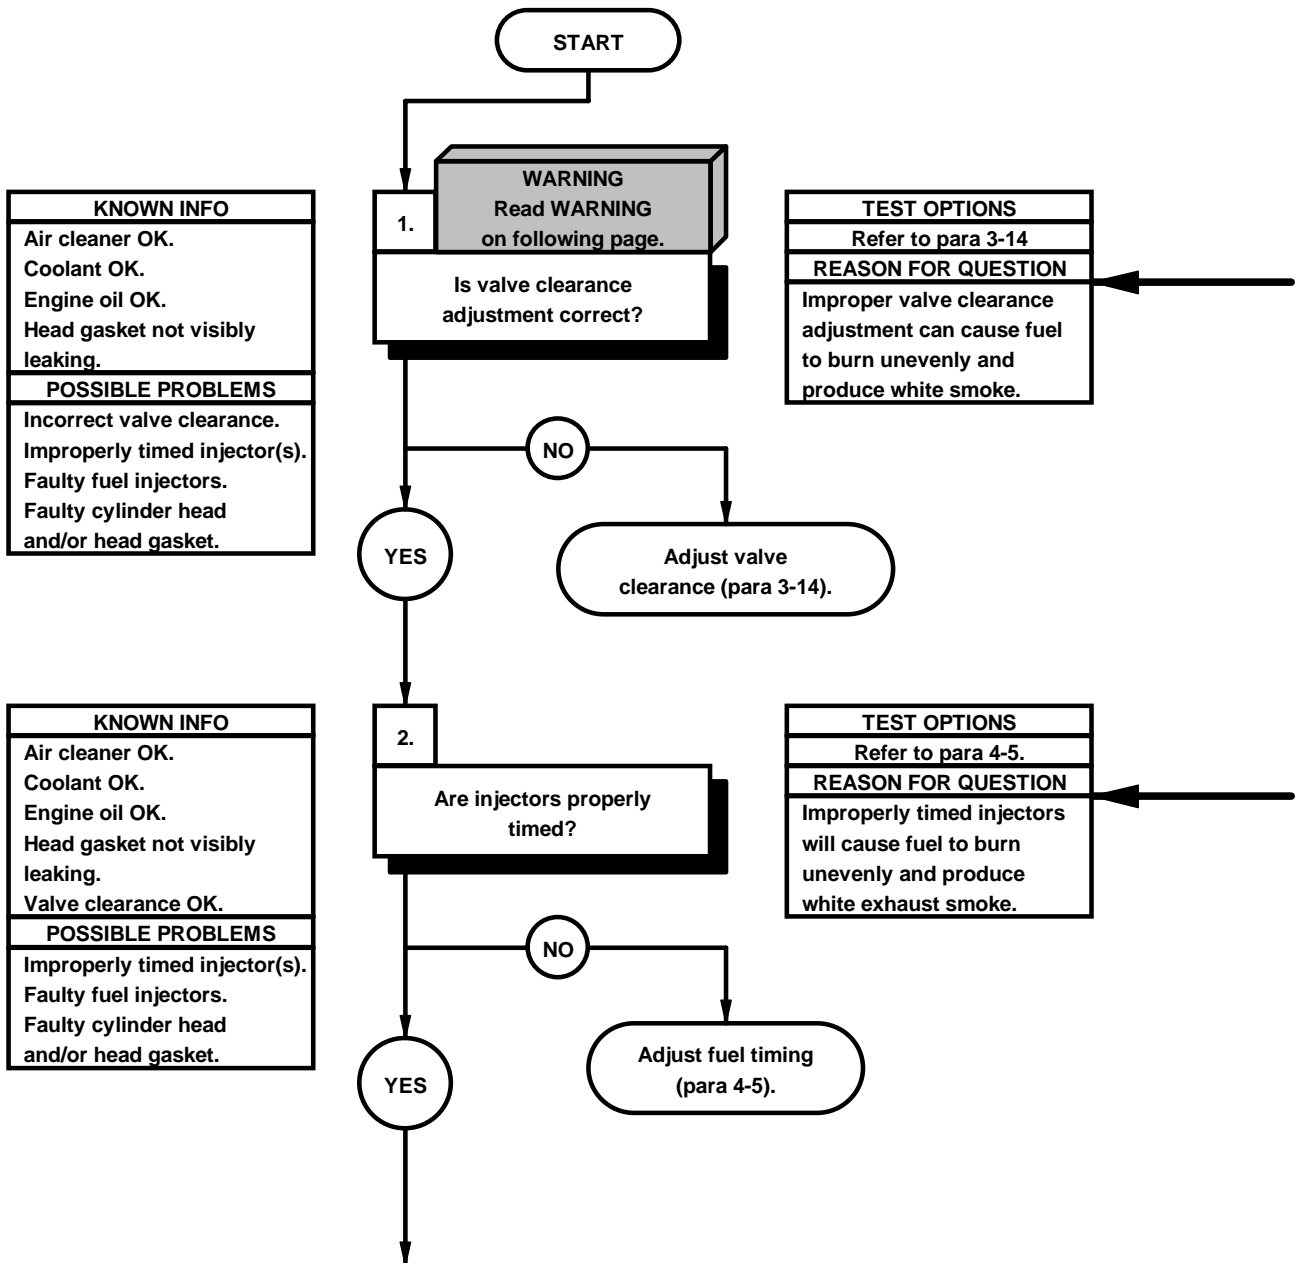 START
KNOWN INFO
Air cleaner OK.
Coolant OK.
Engine oil OK.
Head gasket not visibly
leaking.
POSSIBLE PROBLEMS
Incorrect valve clearance.
Improperly timed injector(s).
Faulty fuel injectors.
Faulty cylinder head
and/or head gasket.
1.
WARNING
Read WARNING
on following page.
Is valve clearance
adjustment correct?
TEST OPTIONS
Refer to para 3-14
REASON FOR QUESTION
Improper valve clearance
adjustment can cause fuel
to burn unevenly and
produce white smoke.
NO
YES
Adjust valve
clearance (para 3-14).
KNOWN INFO
Air cleaner OK.
Coolant OK.
Engine oil OK.
Head gasket not visibly
leaking.
Valve clearance OK.
POSSIBLE PROBLEMS
Improperly timed injector(s).
Faulty fuel injectors.
Faulty cylinder head
and/or head gasket.
2.
Are injectors properly
timed?
TEST OPTIONS
Refer to para 4-5.
REASON FOR QUESTION
Improperly timed injectors
will cause fuel to burn
unevenly and produce
white exhaust smoke.
NO
YES
Adjust fuel timing
(para 4-5).